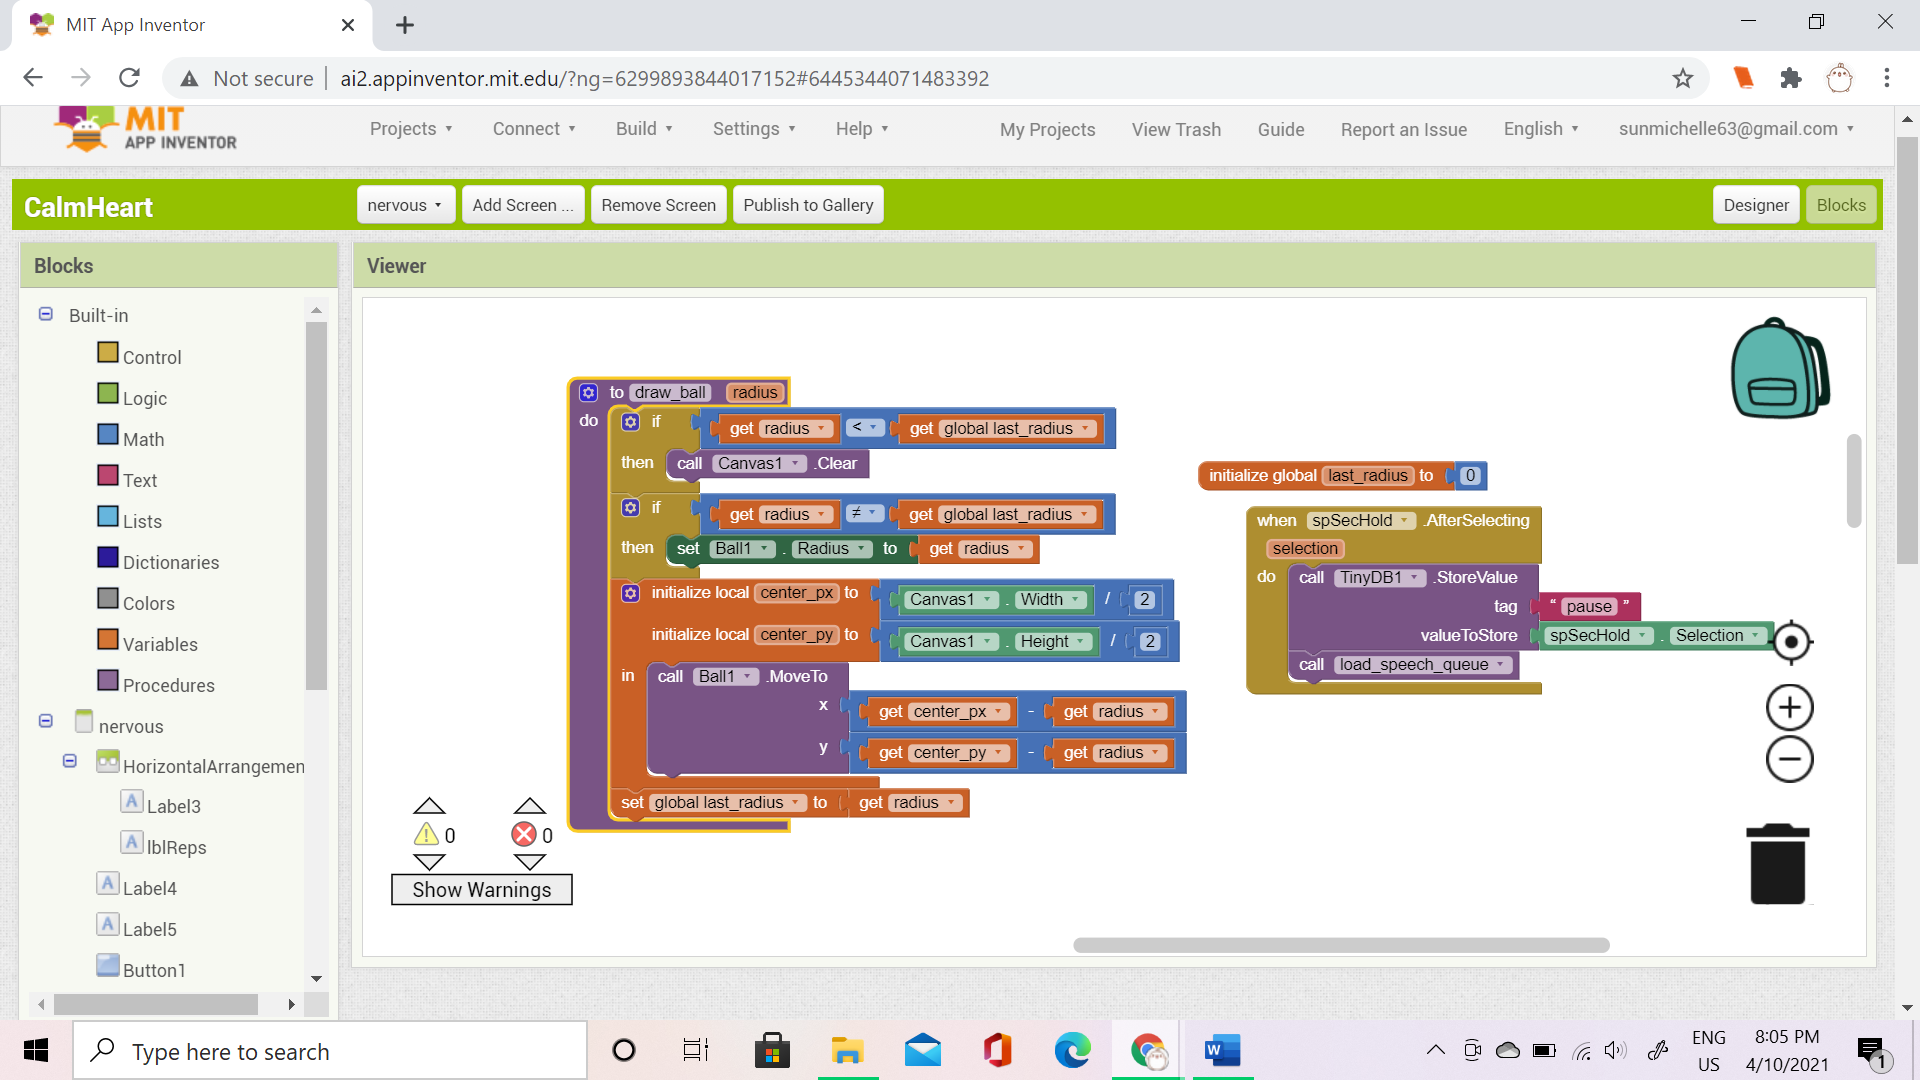 MIT App Inventor
Not secure | ai2.appinventor.mit.edu/?ng=6299893844017152#6445344071483392
MIT
APP INVENTOR
Projects Connect Build Settings Help My Projects View Trash Guide Report an Issue English sunmichelle63@gmail.com
CalmHeart
nervous Add Screen ... Remove Screen Publish to Gallery Designer Blocks
Blocks
Viewer
Built-in
Control
Logic
Math
Text
Lists
Dictionaries
Colors
Variables
Procedures
nervous
HorizontalArrangemen
Label3
lblReps
Label4
Label5
Button1
to draw_ball radius
do if get radius < get global last_radius
then call Canvas1 .Clear
if get radius ≠ get global last_radius
then set Ball1 . Radius to get radius
initialize local center_px to Canvas1 . Width / 2
initialize local center_py to Canvas1 . Height / 2
in call Ball1 .MoveTo
x get center_px - get radius
y get center_py - get radius
set global last_radius to get radius
initialize global last_radius to 0
when spSecHold .AfterSelecting
selection
do call TinyDB1 .StoreValue
tag " pause "
valueToStore spSecHold . Selection
call load_speech_queue
0 0
Show Warnings
Type here to search
ENG
US
8:05 PM
4/10/2021
1